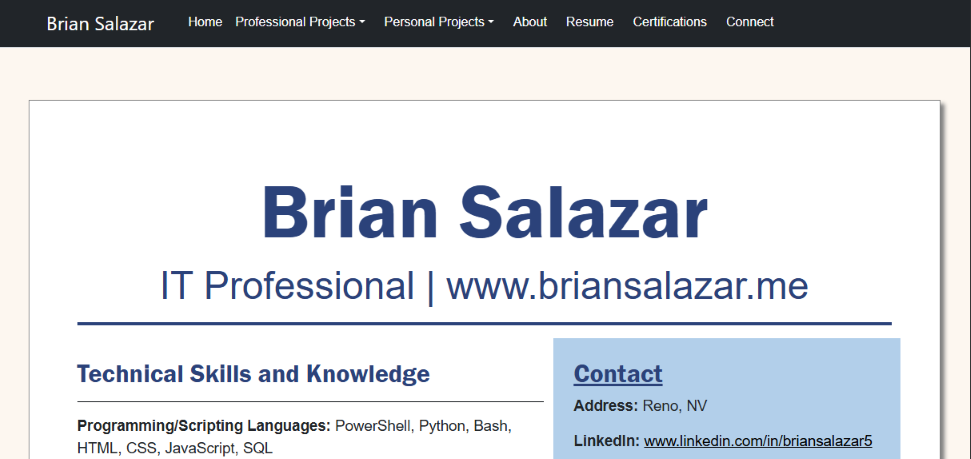 Brian Salazar Home Professional Projects Personal Projects About Resume Certifications Connect
Brian Salazar
IT Professional | www.briansalazar.me
Technical Skills and Knowledge
Programming/Scripting Languages: PowerShell, Python, Bash,
HTML, CSS, JavaScript, SQL
Contact
Address: Reno, NV
LinkedIn: www.linkedin.com/in/briansalazar5